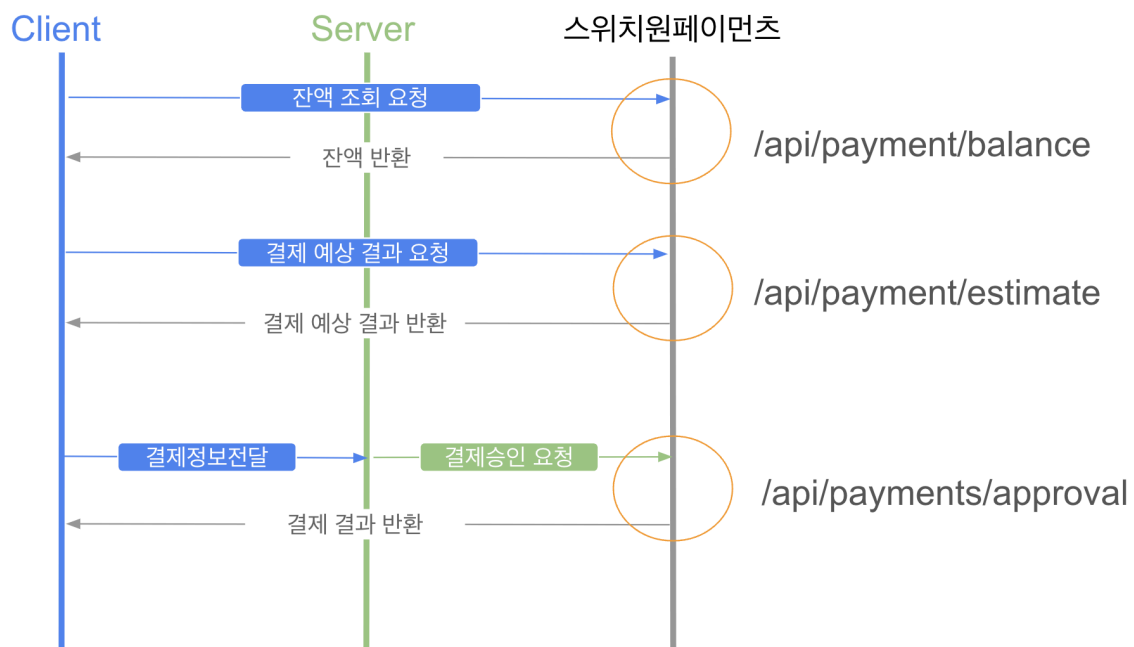 Client
Server
스위치원페이먼츠
잔액 조회 요청
잔액 반환
/api/payment/balance
결제 예상 결과 요청
결제 예상 결과 반환
/api/payment/estimate
결제정보전달
결제승인 요청
결제 결과 반환
/api/payments/approval